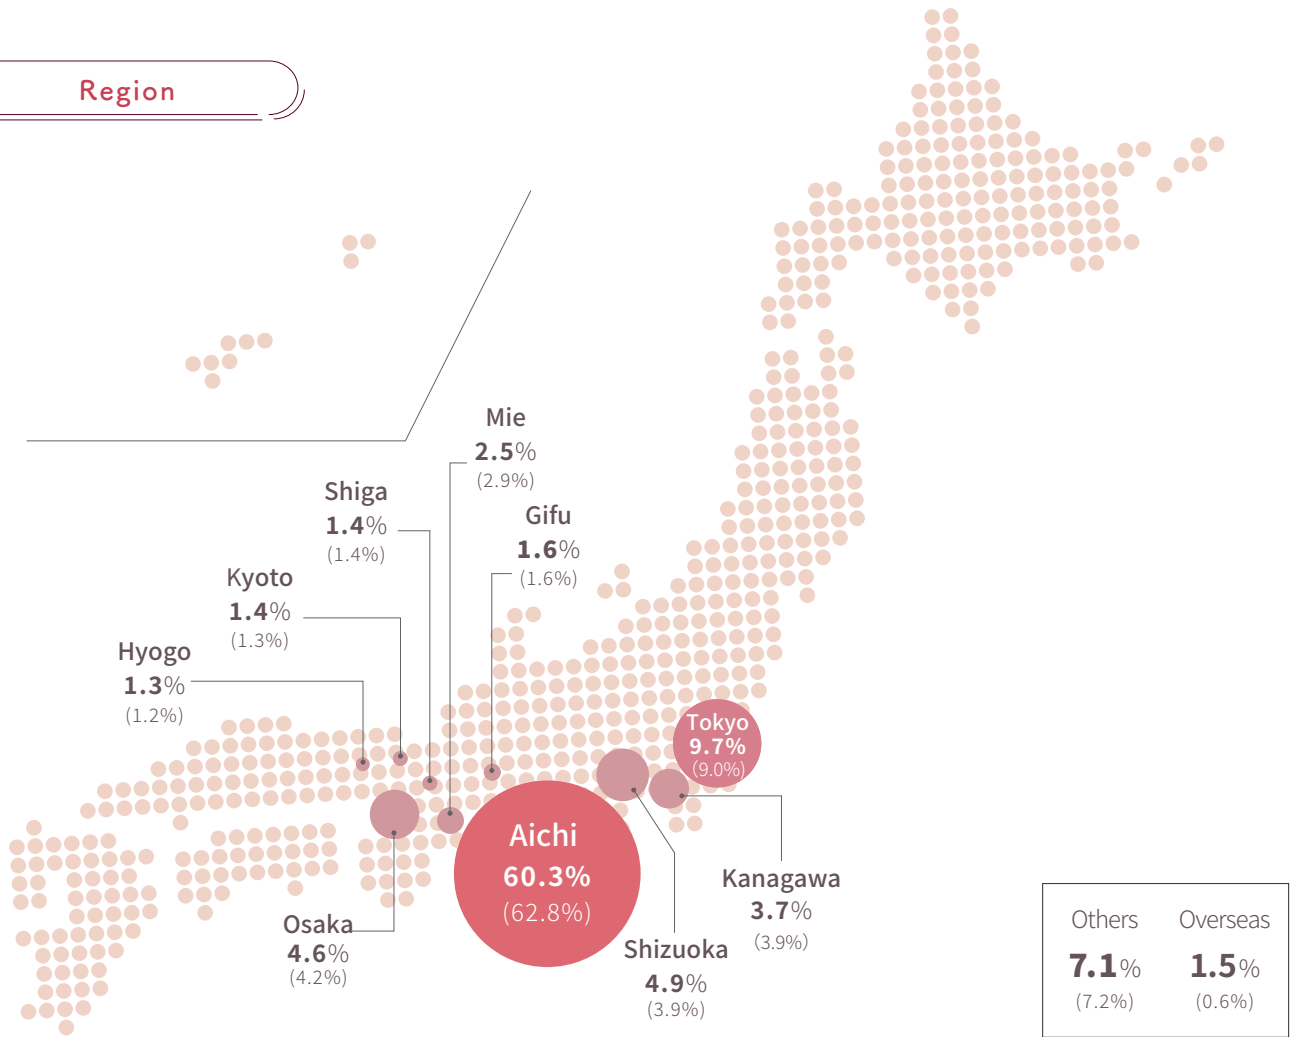 Region
Mie
2.5%
(2.9%)
Shiga
1.4%
(1.4%)
Gifu
1.6%
(1.6%)
Kyoto
1.4%
(1.3%)
Hyogo
1.3%
(1.2%)
Tokyo
9.7%
(9.0%)
Aichi
60.3%
(62.8%)
Kanagawa
3.7%
(3.9%)
Osaka
4.6%
(4.2%)
Shizuoka
4.9%
(3.9%)
Others
7.1%
(7.2%)
Overseas
1.5%
(0.6%)